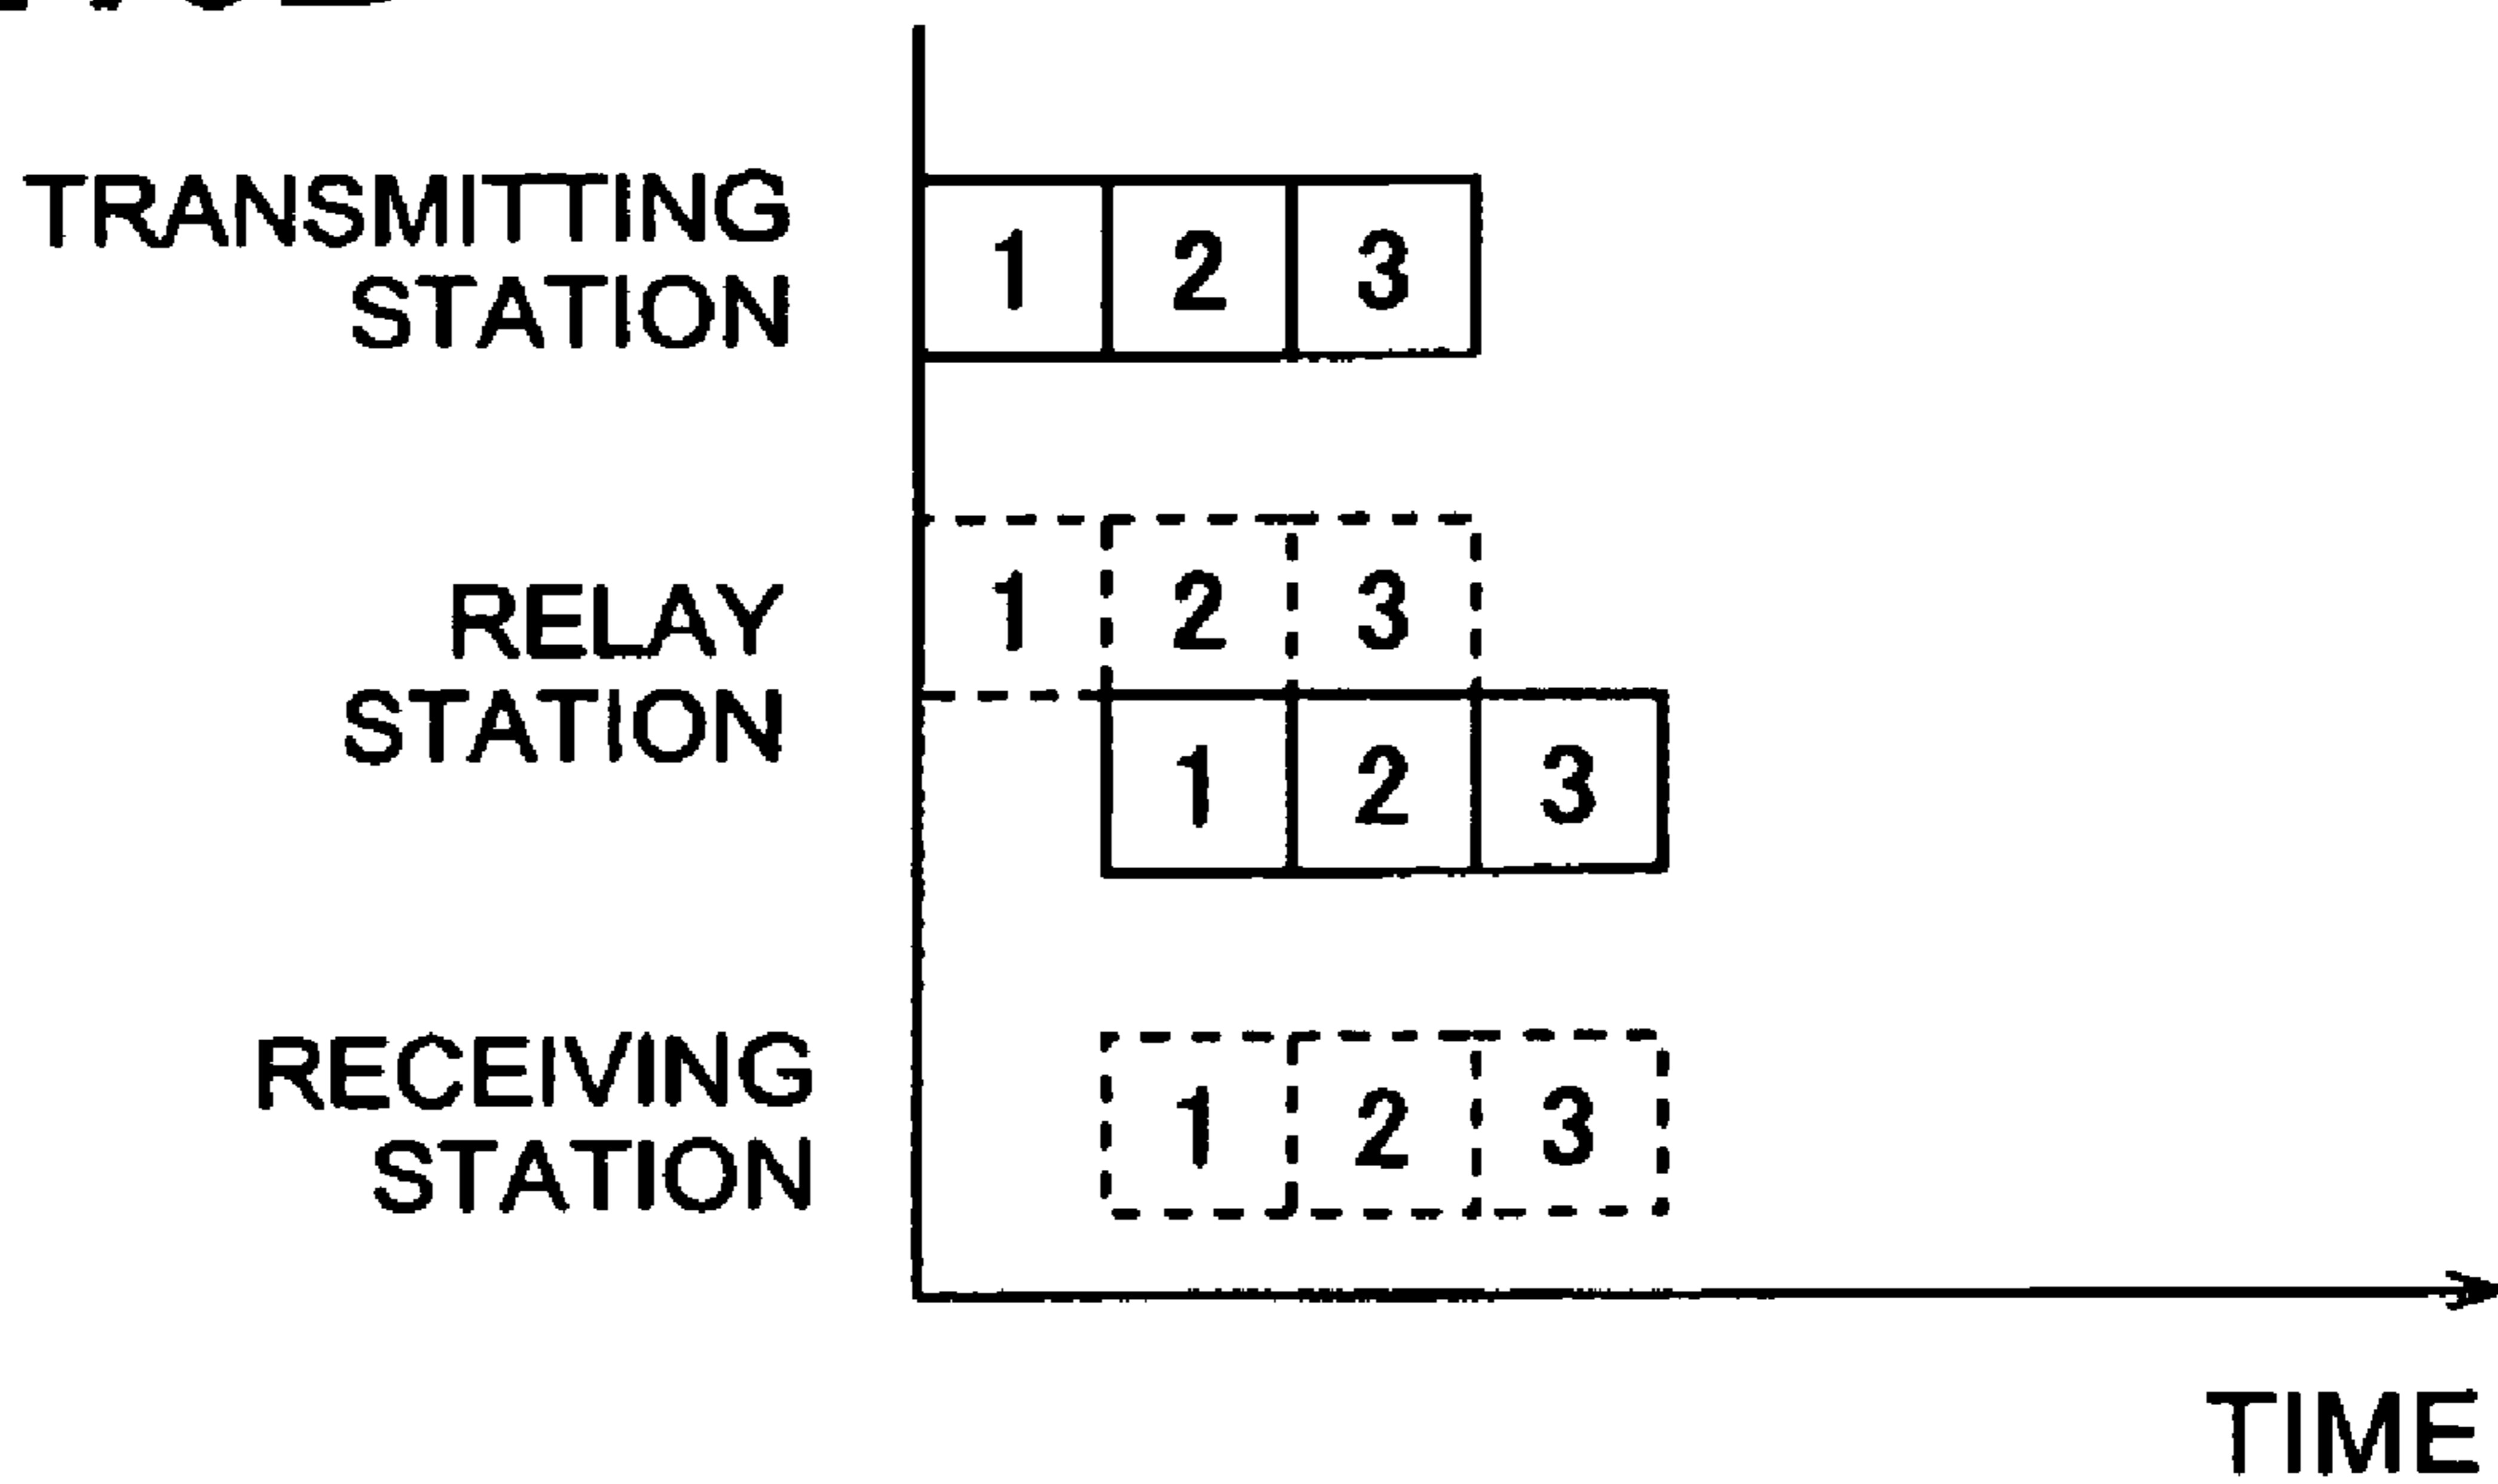 TRANSMITTING
STATION
1 2 3
RELAY
STATION
1 2 3
1 2 3
RECEIVING
STATION
1 2 3
TIME